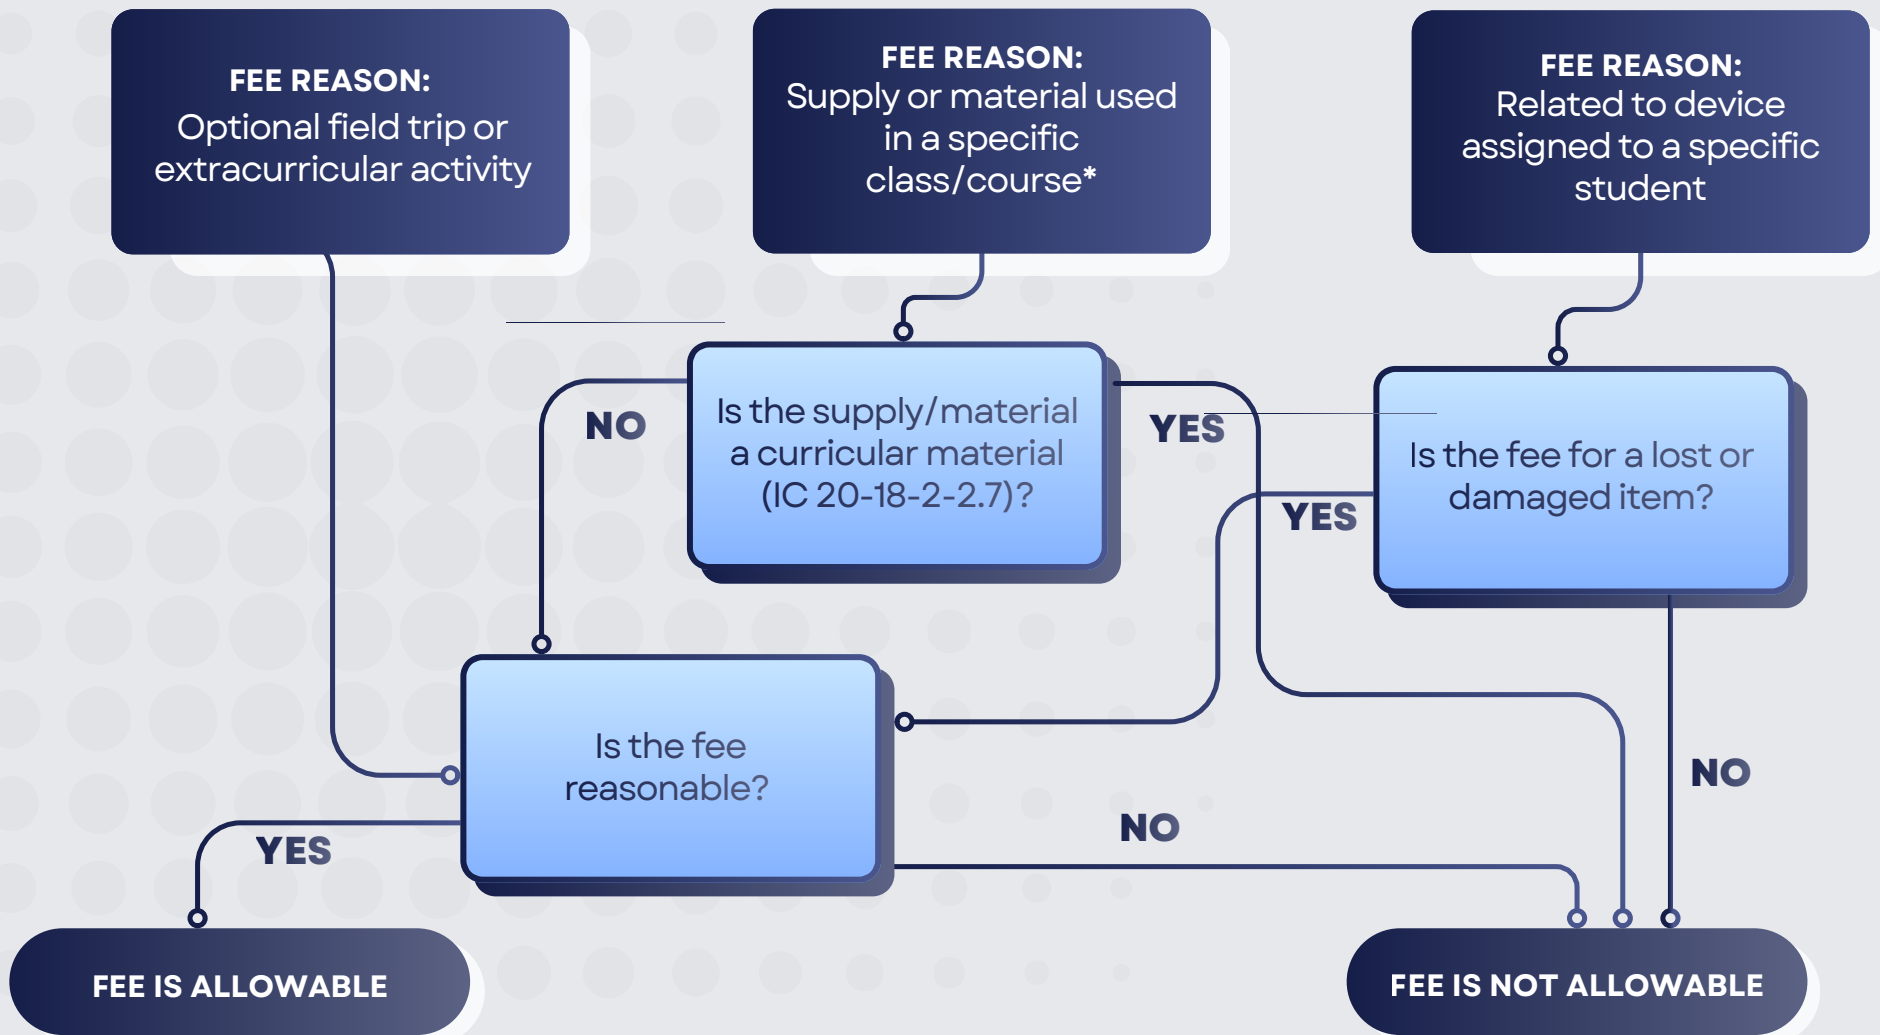 FEE REASON:
Optional field trip or
extracurricular activity
FEE REASON:
Supply or material used
in a specific
class/course*
FEE REASON:
Related to device
assigned to a specific
student
NO
Is the supply/material
a curricular material
(IC 20-18-2-2.7)?
YES
YES
Is the fee for a lost or
damaged item?
Is the fee
reasonable?
YES
NO
NO
FEE IS ALLOWABLE
FEE IS NOT ALLOWABLE